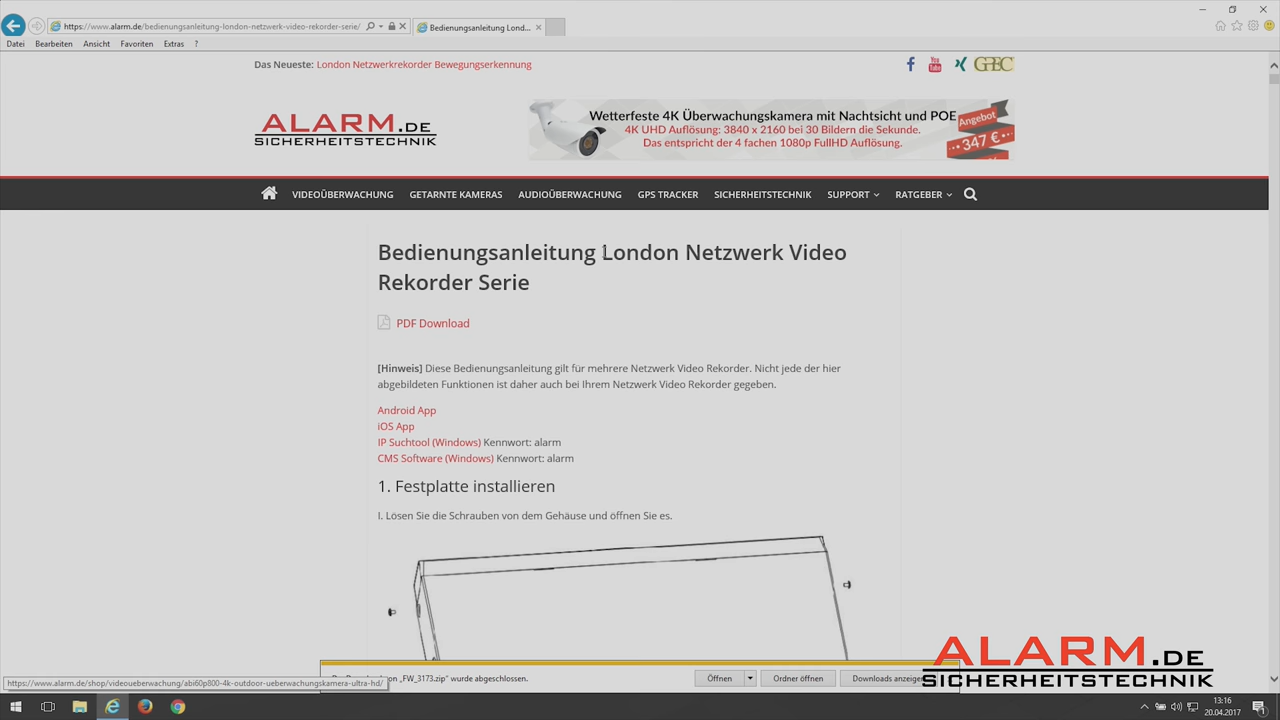 https://www.alarm.de/bedienungsanleitung-london-netzwerk-video-rekorder-serie/
Bedienungsanleitung Lond...
Datei Bearbeiten Ansicht Favoriten Extras ?
Das Neueste: London Netzwerkrekorder Bewegungserkennung
GPEC
ALARM.DE
SICHERHEITSTECHNIK
Wetterfeste 4K Überwachungskamera mit Nachtsicht und POE
4K UHD Auflösung: 3840 x 2160 bei 30 Bildern die Sekunde.
Das entspricht der 4 fachen 1080p FullHD Auflösung.
Angebot
347 €
VIDEOÜBERWACHUNG GETARNTE KAMERAS AUDIOÜBERWACHUNG GPS TRACKER SICHERHEITSTECHNIK SUPPORT RATGEBER
Bedienungsanleitung London Netzwerk Video
Rekorder Serie
PDF Download
[Hinweis] Diese Bedienungsanleitung gilt für mehrere Netzwerk Video Rekorder. Nicht jede der hier
abgebildeten Funktionen ist daher auch bei Ihrem Netzwerk Video Rekorder gegeben.
Android App
iOS App
IP Suchtool (Windows) Kennwort: alarm
CMS Software (Windows) Kennwort: alarm
1. Festplatte installieren
I. Lösen Sie die Schrauben von dem Gehäuse und öffnen Sie es.
„FW_3173.zip" wurde abgeschlossen.
Öffnen
Ordner öffnen
Downloads anzeigen
https://www.alarm.de/shop/videoueberwachung/abi60p800-4k-outdoor-ueberwachungskamera-ultra-hd/
ALARM.DE
SICHERHEITSTECHNIK
13:16
20.04.2017